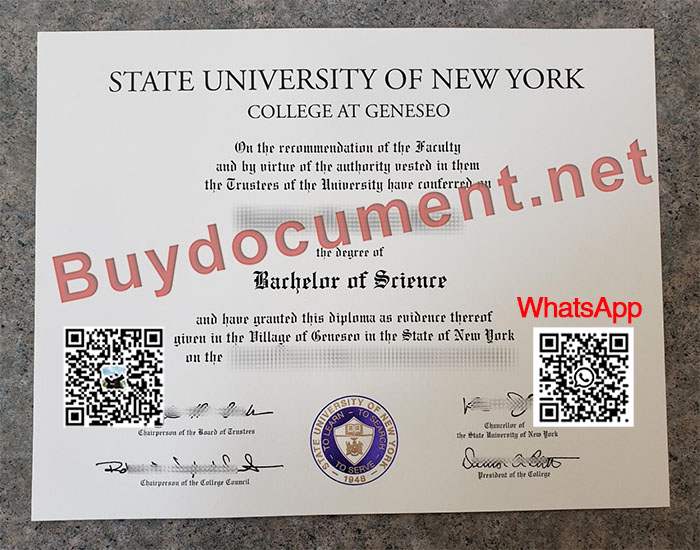 STATE UNIVERSITY OF NEW YORK
COLLEGE AT GENESEO
On the recommendation of the Faculty
and by virtue of the authority vested in them
the Trustees of the University have conferred on
Buydocument.net
the degree of
Bachelor of Science
and have granted this diploma as evidence thereof
given in the Village of Geneseo in the State of New York
on the
WhatsApp
Chairperson of the Board of Trustees
Chancellor of
the State University of New York
STATE UNIVERSITY OF NEW YORK
TO LEARN - TO SEARCH
- TO SERVE -
1948
Chairperson of the College Council
President of the College